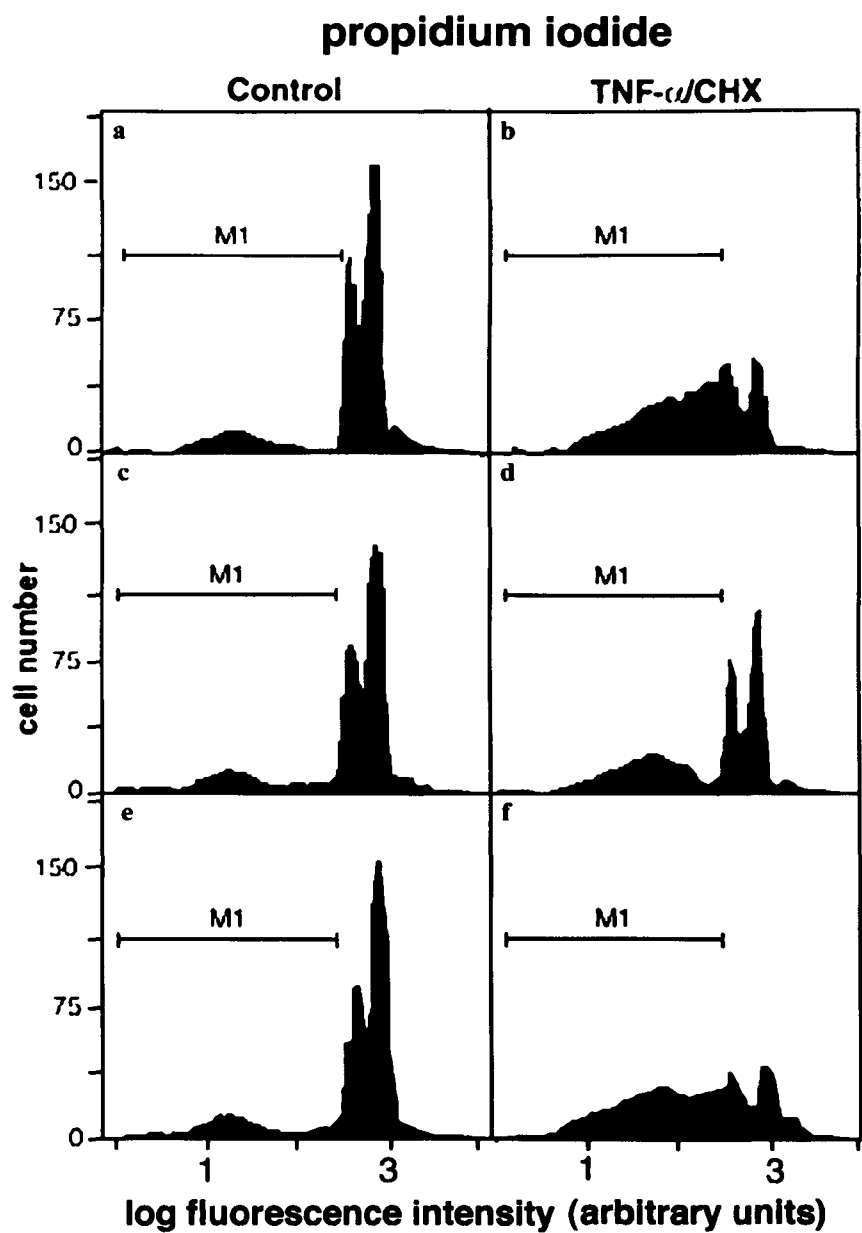 propidium iodide
Control TNF-α/CHX
a b
150
M1 M1
75
0
c d
150
M1 M1
cell number
75
0
e f
150
M1 M1
75
0
1 3 1 3
log fluorescence intensity (arbitrary units)